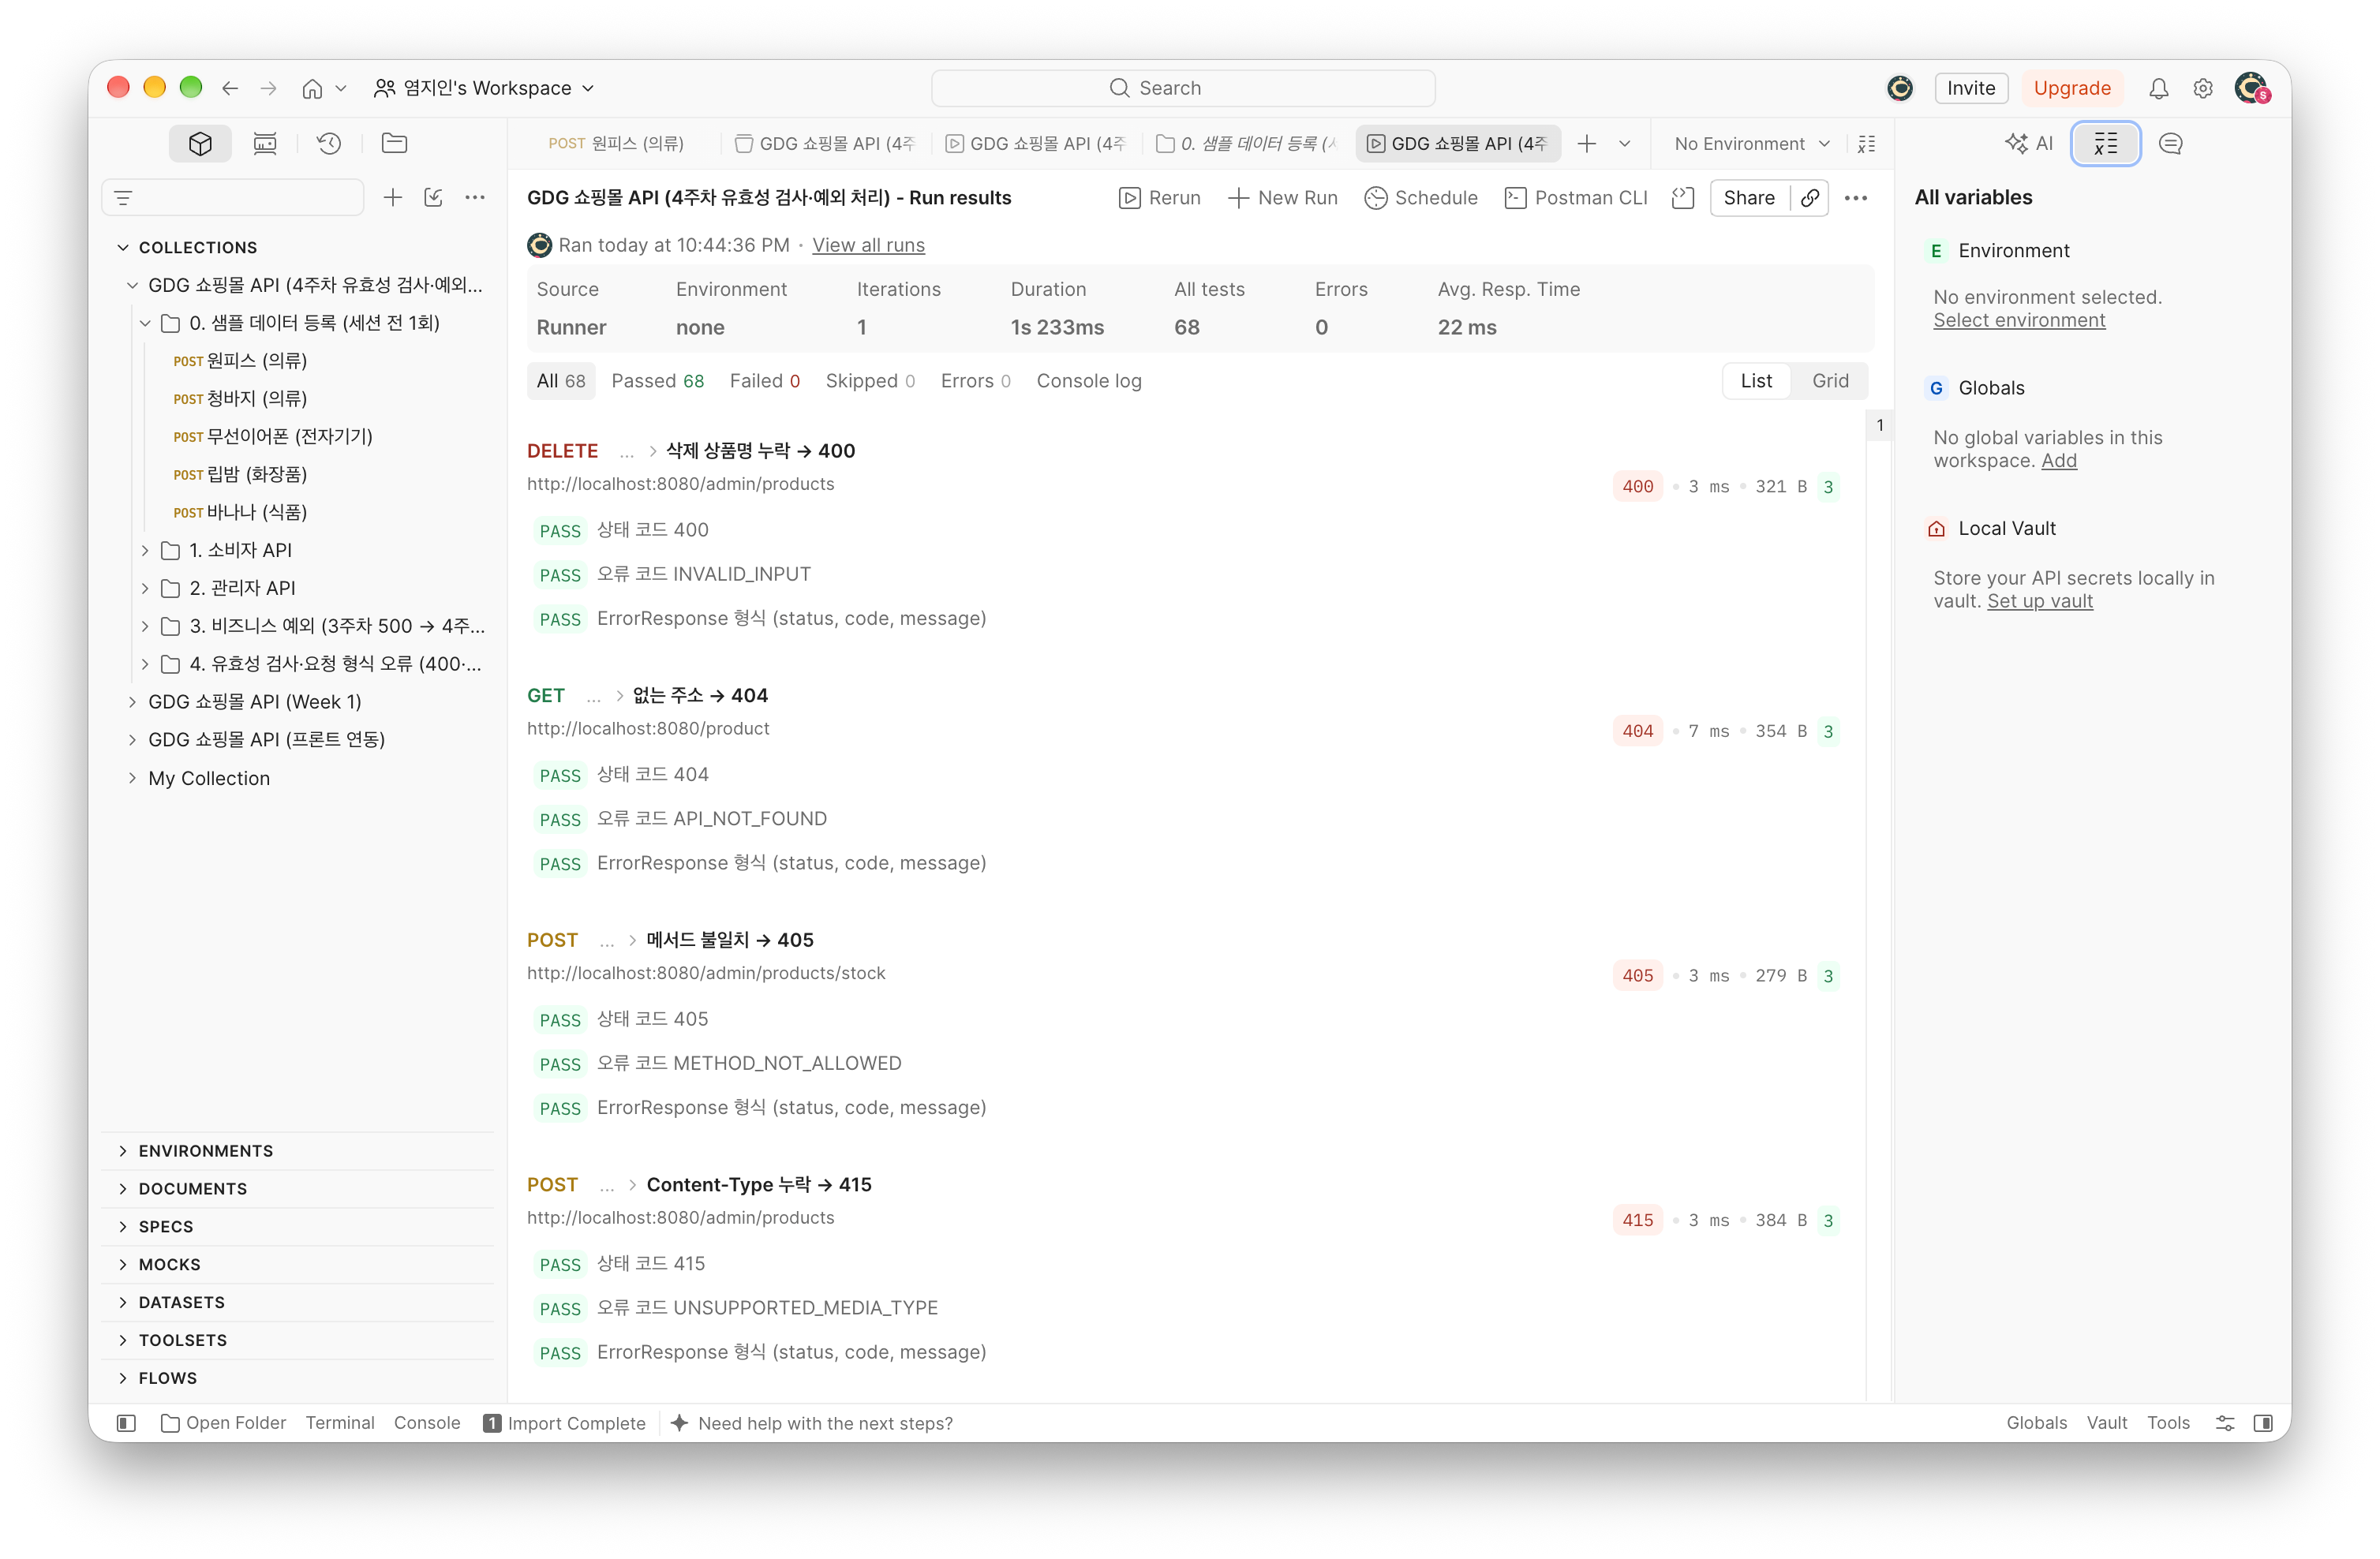 염지인's Workspace
Search
Invite
Upgrade
S
POST 원피스 (의류)
GDG 쇼핑몰 API (4주
GDG 쇼핑몰 API (4주
0. 샘플 데이터 등록 (
GDG 쇼핑몰 API (4주
No Environment
AI
COLLECTIONS
GDG 쇼핑몰 API (4주차 유효성 검사·예외...
0. 샘플 데이터 등록 (세션 전 1회)
POST 원피스 (의류)
POST 청바지 (의류)
POST 무선이어폰 (전자기기)
POST 립밤 (화장품)
POST 바나나 (식품)
1. 소비자 API
2. 관리자 API
3. 비즈니스 예외 (3주차 500 → 4주...
4. 유효성 검사·요청 형식 오류 (400·...
GDG 쇼핑몰 API (Week 1)
GDG 쇼핑몰 API (프론트 연동)
My Collection
ENVIRONMENTS
DOCUMENTS
SPECS
MOCKS
DATASETS
TOOLSETS
FLOWS
GDG 쇼핑몰 API (4주차 유효성 검사·예외 처리) - Run results
Rerun
New Run
Schedule
Postman CLI
Share
Ran today at 10:44:36 PM · View all runs
Source Environment Iterations Duration All tests Errors Avg. Resp. Time
Runner none 1 1s 233ms 68 0 22 ms
All 68 Passed 68 Failed 0 Skipped 0 Errors 0 Console log
List Grid
1
DELETE ... > 삭제 상품명 누락 → 400
http://localhost:8080/admin/products
400 • 3 ms • 321 B 3
PASS 상태 코드 400
PASS 오류 코드 INVALID_INPUT
PASS ErrorResponse 형식 (status, code, message)
GET ... > 없는 주소 → 404
http://localhost:8080/product
404 • 7 ms • 354 B 3
PASS 상태 코드 404
PASS 오류 코드 API_NOT_FOUND
PASS ErrorResponse 형식 (status, code, message)
POST ... > 메서드 불일치 → 405
http://localhost:8080/admin/products/stock
405 • 3 ms • 279 B 3
PASS 상태 코드 405
PASS 오류 코드 METHOD_NOT_ALLOWED
PASS ErrorResponse 형식 (status, code, message)
POST ... > Content-Type 누락 → 415
http://localhost:8080/admin/products
415 • 3 ms • 384 B 3
PASS 상태 코드 415
PASS 오류 코드 UNSUPPORTED_MEDIA_TYPE
PASS ErrorResponse 형식 (status, code, message)
All variables
E Environment
No environment selected.
Select environment
G Globals
No global variables in this
workspace. Add
Local Vault
Store your API secrets locally in
vault. Set up vault
Open Folder Terminal Console 1 Import Complete Need help with the next steps?
Globals Vault Tools